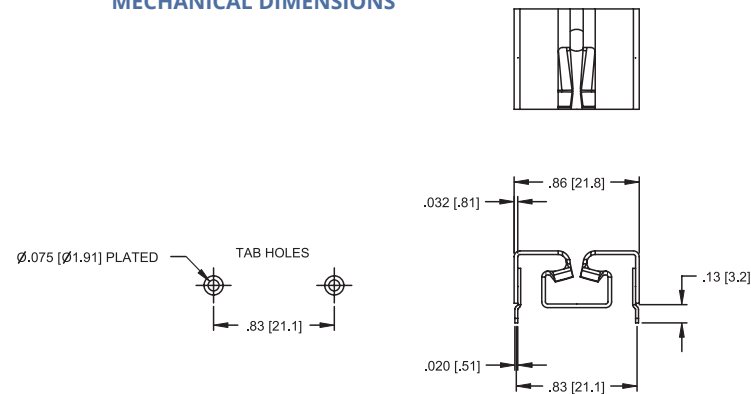 MECHANICAL DIMENSIONS
.86 [21.8]
.032 [.81]
Ø.075 [Ø1.91] PLATED
TAB HOLES
.13 [3.2]
.83 [21.1]
.020 [.51]
.83 [21.1]